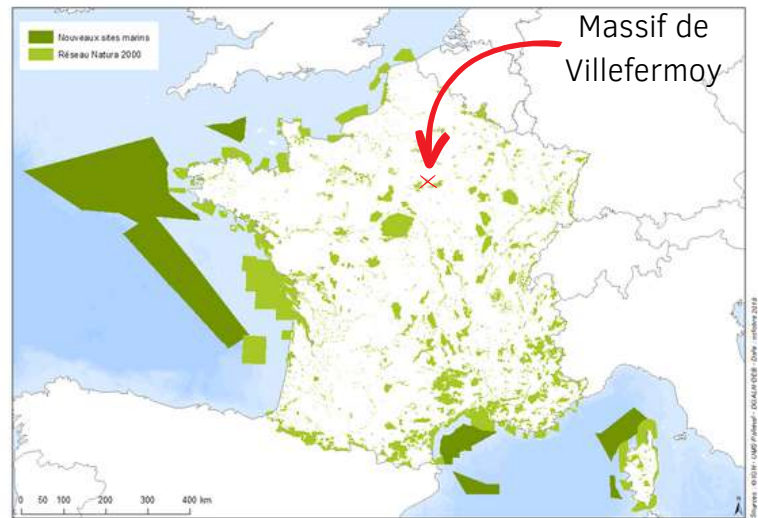 Massif de
Villefermoy
Nouveaux sites marins
Réseau Natura 2000
0 50 100 200 300 400 km
N